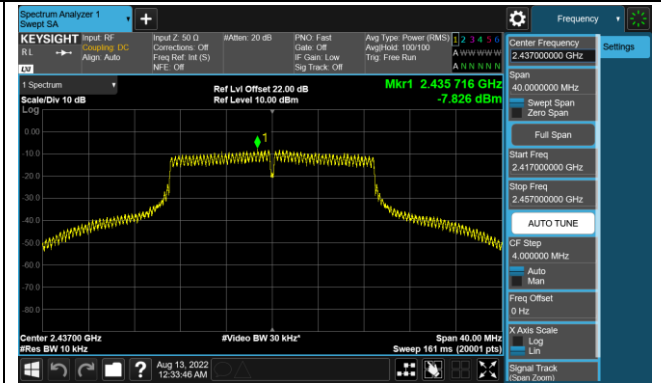 Spectrum Analyzer 1
Swept SA
+
Frequency
KEYSIGHT
RL
LXI
Input: RF
Coupling: DC
Align: Auto
Input Z: 50 Ω
Corrections: Off
Freq Ref: Int (S)
NFE: Off
#Atten: 20 dB
PNO: Fast
Gate: Off
IF Gain: Low
Sig Track: Off
Avg Type: Power (RMS)
Avg|Hold: 100/100
Trig: Free Run
1 2 3 4 5 6
A W W W W W
A N N N N N
1 Spectrum
Scale/Div 10 dB
Log
Ref Lvl Offset 22.00 dB
Ref Level 10.00 dBm
Mkr1 2.435 716 GHz
-7.826 dBm
1
0.00
-10.0
-20.0
-30.0
-40.0
-50.0
-60.0
-70.0
-80.0
Center 2.43700 GHz
#Res BW 10 kHz
#Video BW 30 kHz*
Span 40.00 MHz
Sweep 161 ms (20001 pts)
?
Aug 13, 2022
12:33:46 AM
Center Frequency
2.437000000 GHz
Settings
Span
40.0000000 MHz
Swept Span
Zero Span
Full Span
Start Freq
2.417000000 GHz
Stop Freq
2.457000000 GHz
AUTO TUNE
CF Step
4.000000 MHz
Auto
Man
Freq Offset
0 Hz
X Axis Scale
Log
Lin
Signal Track
(Span Zoom)